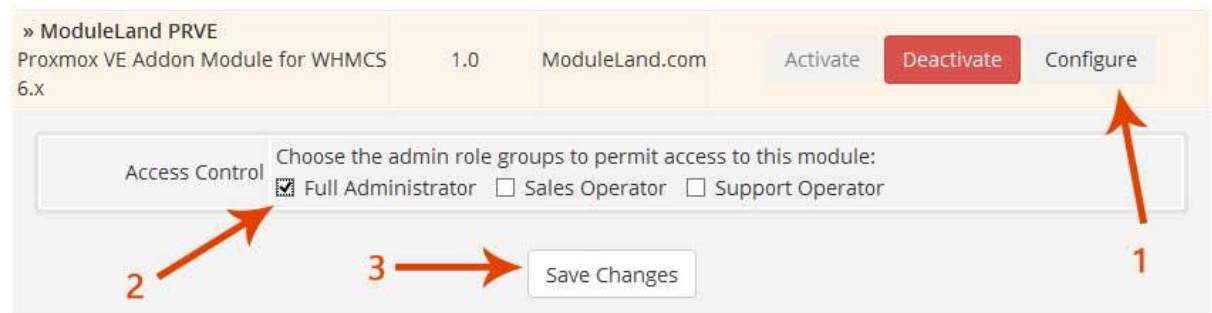 » ModuleLand PRVE
Proxmox VE Addon Module for WHMCS
6.x
1.0
ModuleLand.com
Activate
Deactivate
Configure
Access Control
Choose the admin role groups to permit access to this module:
Full Administrator
Sales Operator
Support Operator
1
2
3
Save Changes